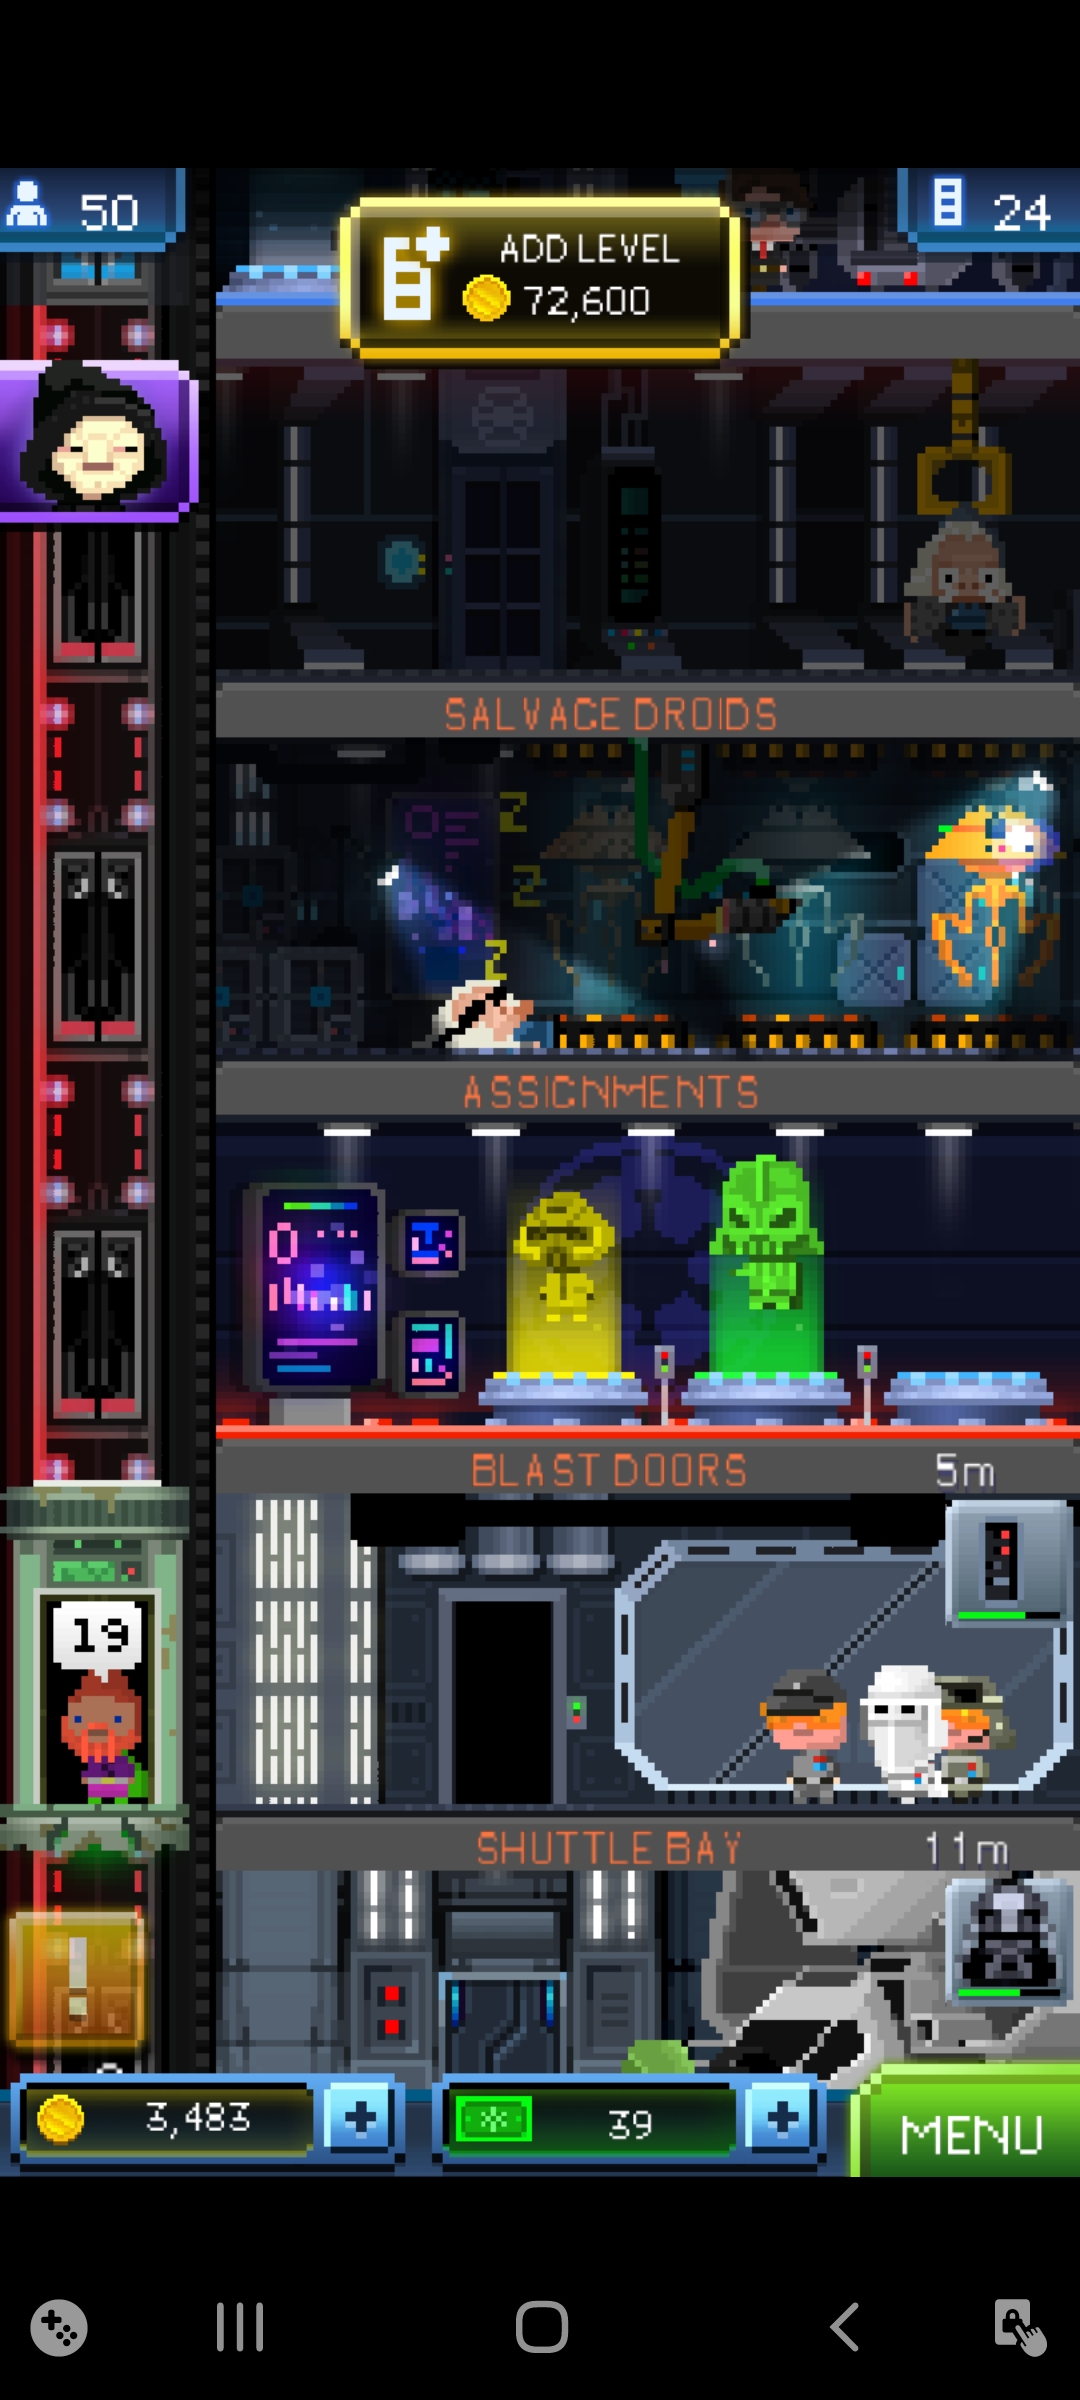 50
24
ADD LEVEL
72,600
SALVAGE DROIDS
Z
Z
Z
ASSIGNMENTS
BLAST DOORS 5m
19
SHUTTLE BAY 11m
!
3,483 +
39 +
MENU